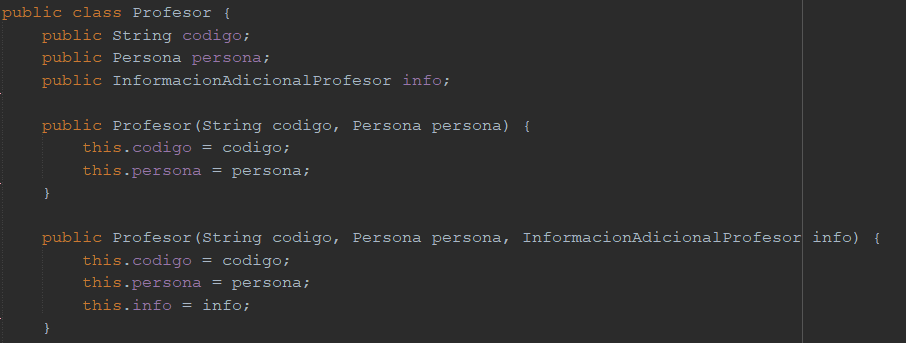 public class Profesor {
    public String codigo;
    public Persona persona;
    public InformacionAdicionalProfesor info;

    public Profesor(String codigo, Persona persona) {
        this.codigo = codigo;
        this.persona = persona;
    }

    public Profesor(String codigo, Persona persona, InformacionAdicionalProfesor info) {
        this.codigo = codigo;
        this.persona = persona;
        this.info = info;
    }